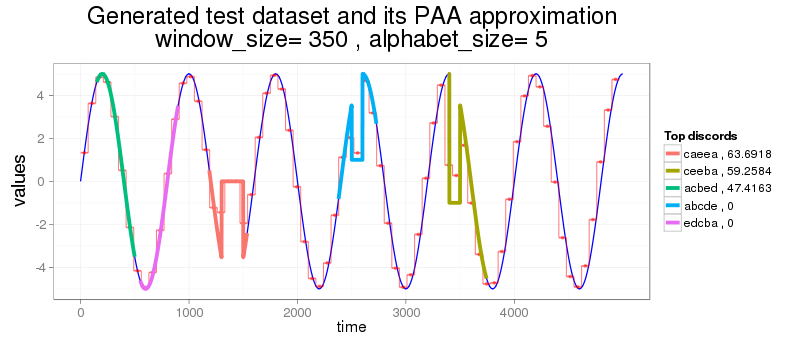 Generated test dataset and its PAA approximation
window_size= 350 , alphabet_size= 5
values
4
2
0
-2
-4
0
1000
2000
3000
4000
time
Top discords
caeea , 63.6918
ceeba , 59.2584
acbed , 47.4163
abcde , 0
edcba , 0